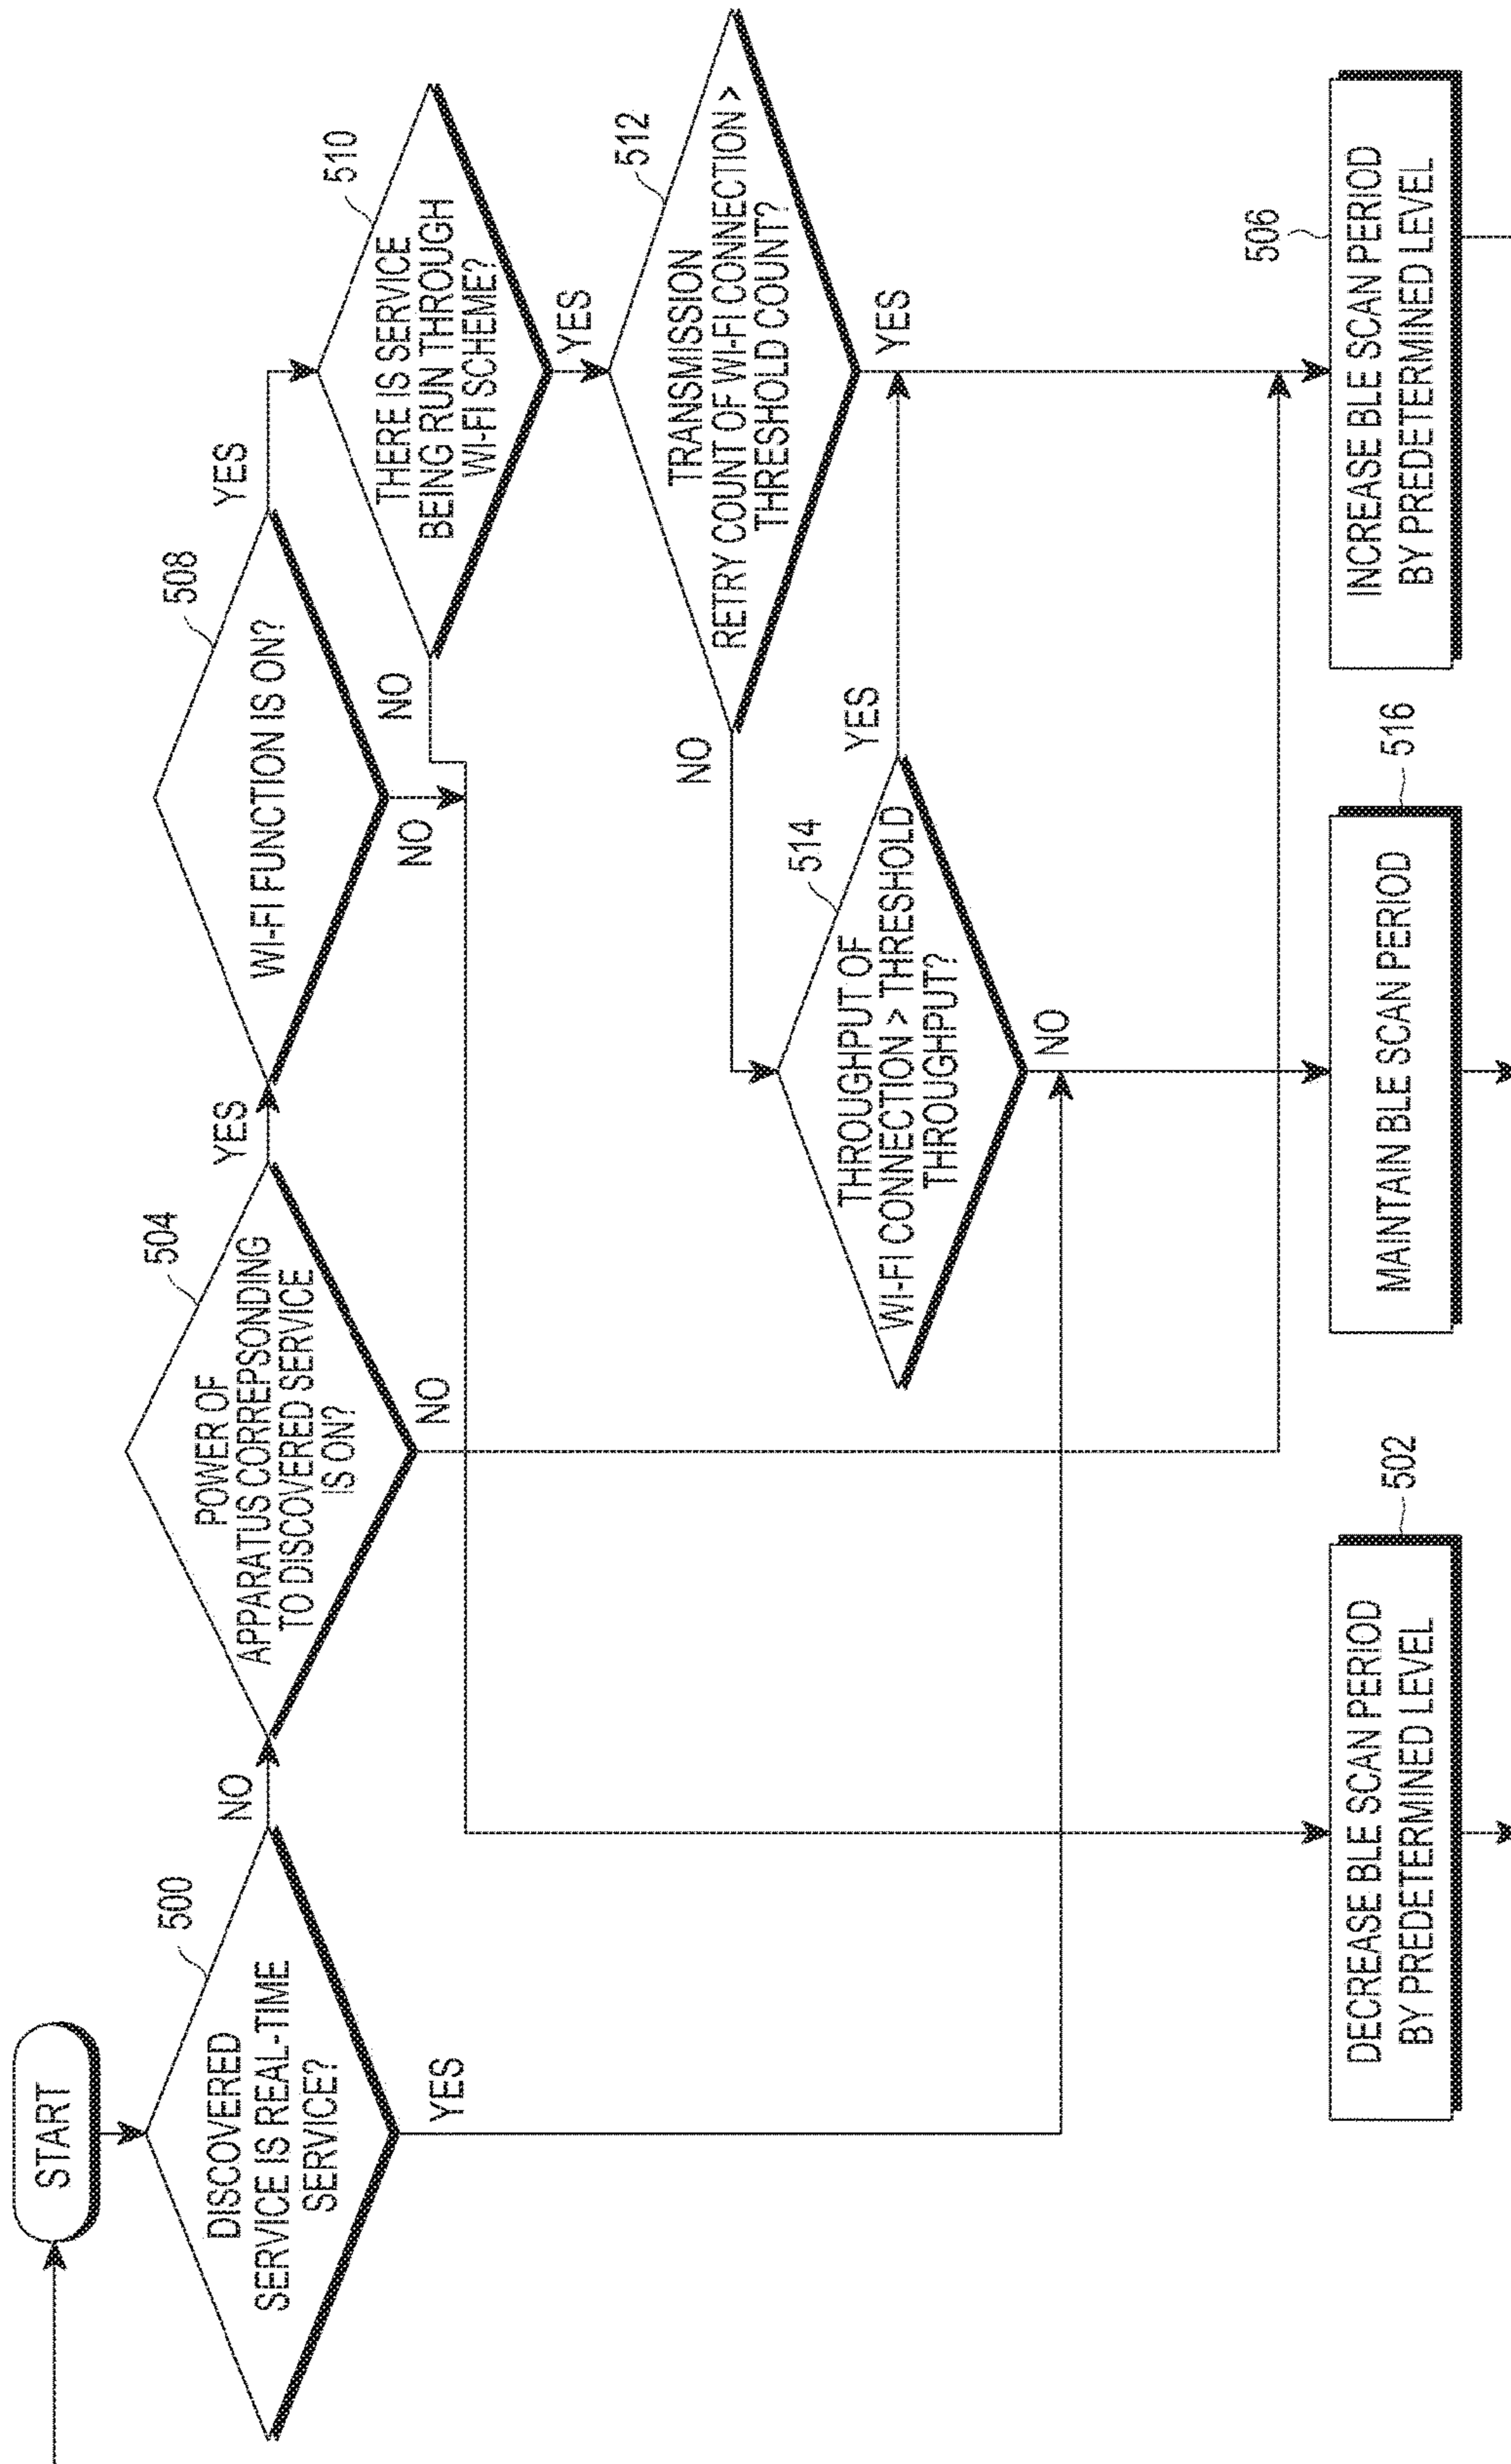 START
500
DISCOVERED
SERVICE IS REAL-TIME
SERVICE?
NO
YES
504
POWER OF
APPARATUS CORREPSONDING
TO DISCOVERED SERVICE
IS ON?
YES
NO
508
WI-FI FUNCTION IS ON?
YES
NO
510
THERE IS SERVICE
BEING RUN THROUGH
WI-FI SCHEME?
NO
YES
512
TRANSMISSION
RETRY COUNT OF WI-FI CONNECTION >
THRESHOLD COUNT?
NO
YES
514
THROUGHPUT OF
WI-FI CONNECTION > THRESHOLD
THROUGHPUT?
YES
NO
502
DECREASE BLE SCAN PERIOD
BY PREDETERMINED LEVEL
516
MAINTAIN BLE SCAN PERIOD
506
INCREASE BLE SCAN PERIOD
BY PREDETERMINED LEVEL